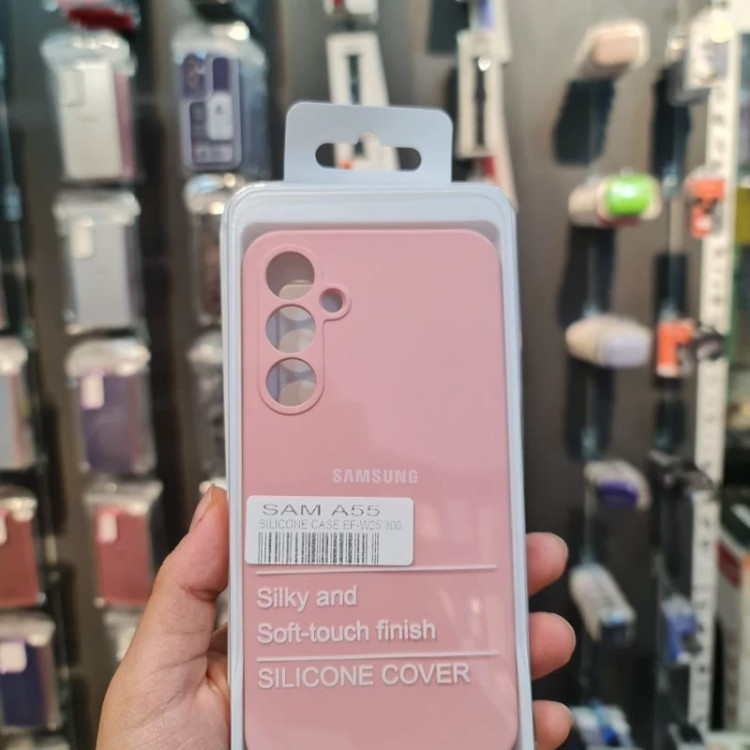 SAMSUNG
SAM A55
SILICONE CASE EF-W25 300
Silky and
Soft-touch finish
SILICONE COVER